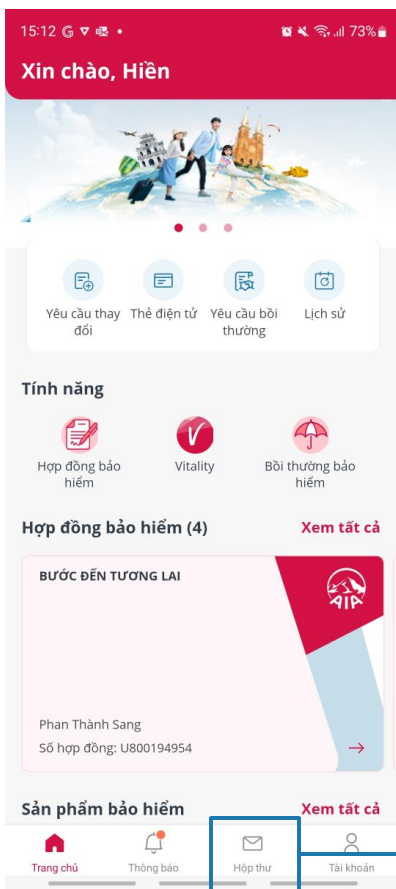 15:12 G 73%
Xin chào, Hiền
Yêu cầu thay đổi
Thẻ điện tử
Yêu cầu bồi thường
Lịch sử
Tính năng
Hợp đồng bảo hiểm
Vitality
Bồi thường bảo hiểm
Hợp đồng bảo hiểm (4) Xem tất cả
BƯỚC ĐẾN TƯƠNG LAI
AIA
Phan Thành Sang
Số hợp đồng: U800194954
Sản phẩm bảo hiểm Xem tất cả
Trang chủ Thông báo Hộp thư Tài khoản